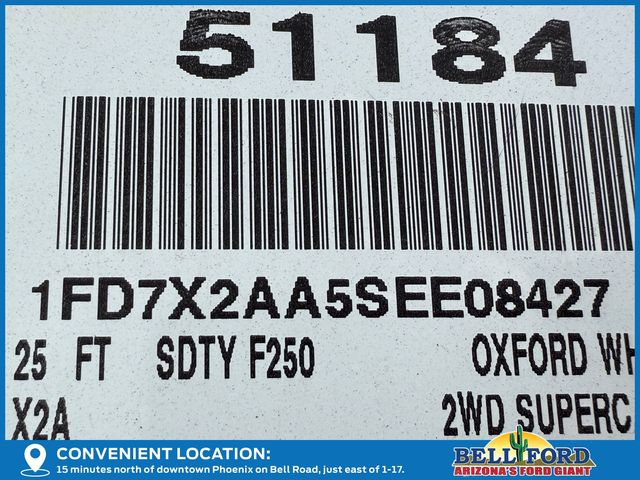 51184
1FD7X2AA5SEE08427
25 FT SDTY F250 OXFORD WH
X2A 2WD SUPERC
CONVENIENT LOCATION:
15 minutes north of downtown Phoenix on Bell Road, just east of 1-17.
BELL FORD
ARIZONA'S FORD GIANT